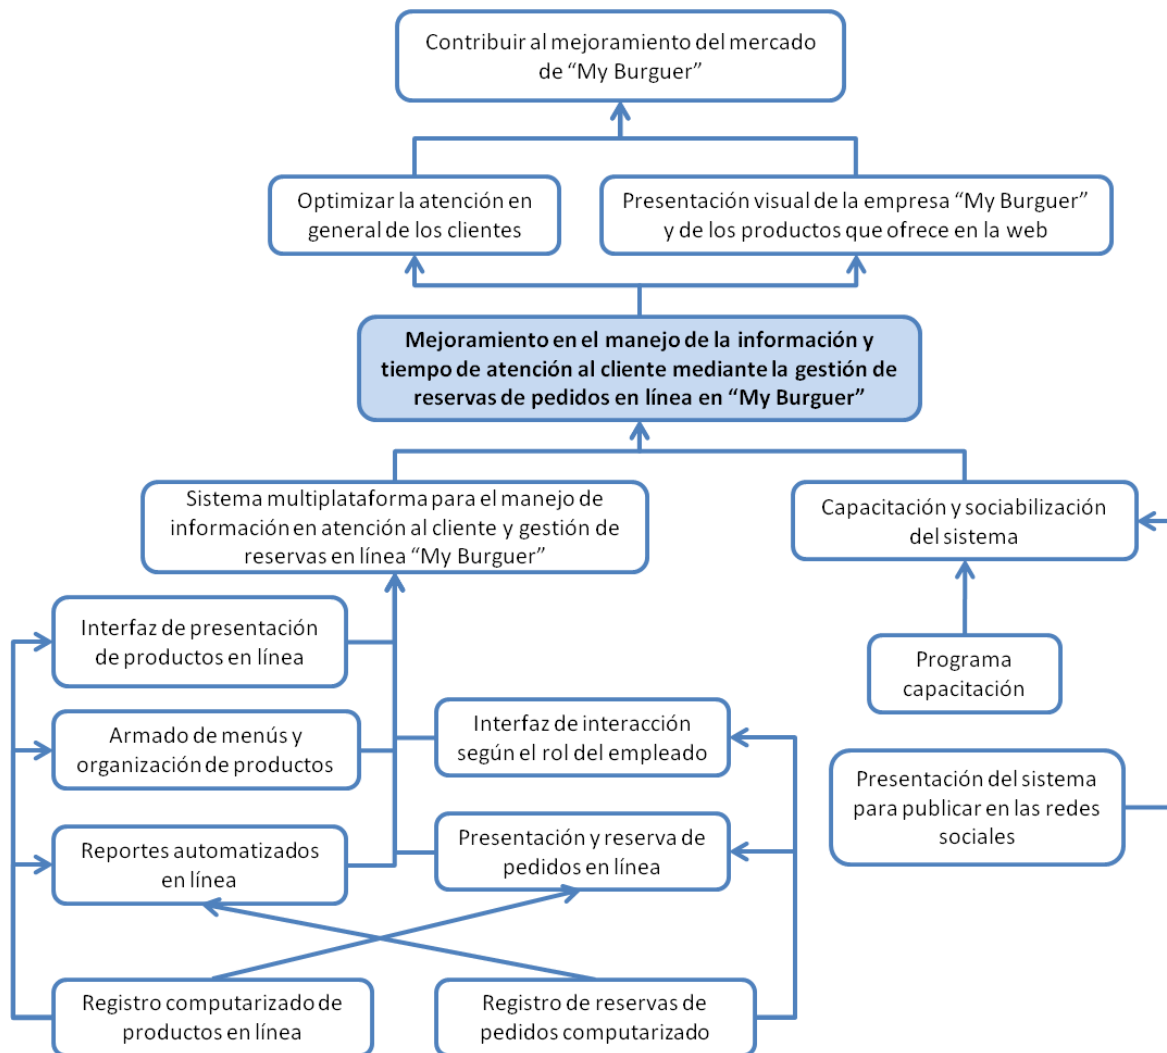 Contribuir al mejoramiento del mercado
de “My Burguer”
Optimizar la atención en
general de los clientes
Presentación visual de la empresa “My Burguer”
y de los productos que ofrece en la web
Mejoramiento en el manejo de la información y
tiempo de atención al cliente mediante la gestión de
reservas de pedidos en línea en “My Burguer”
Sistema multiplataforma para el manejo de
información en atención al cliente y gestión de
reservas en línea “My Burguer”
Capacitación y sociabilización
del sistema
Interfaz de presentación
de productos en línea
Programa
capacitación
Armado de menús y
organización de productos
Interfaz de interacción
según el rol del empleado
Presentación del sistema
para publicar en las redes
sociales
Reportes automatizados
en línea
Presentación y reserva de
pedidos en línea
Registro computarizado de
productos en línea
Registro de reservas de
pedidos computarizado